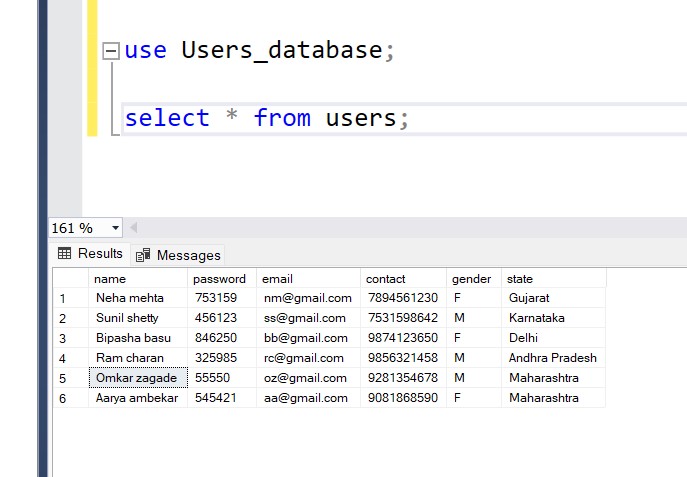 use Users_database;
select * from users;
161 %
Results Messages
name password email contact gender state
1 Neha mehta 753159 nm@gmail.com 7894561230 F Gujarat
2 Sunil shetty 456123 ss@gmail.com 7531598642 M Karnataka
3 Bipasha basu 846250 bb@gmail.com 9874123650 F Delhi
4 Ram charan 325985 rc@gmail.com 9856321458 M Andhra Pradesh
5 Omkar zagade 55550 oz@gmail.com 9281354678 M Maharashtra
6 Aarya ambekar 545421 aa@gmail.com 9081868590 F Maharashtra